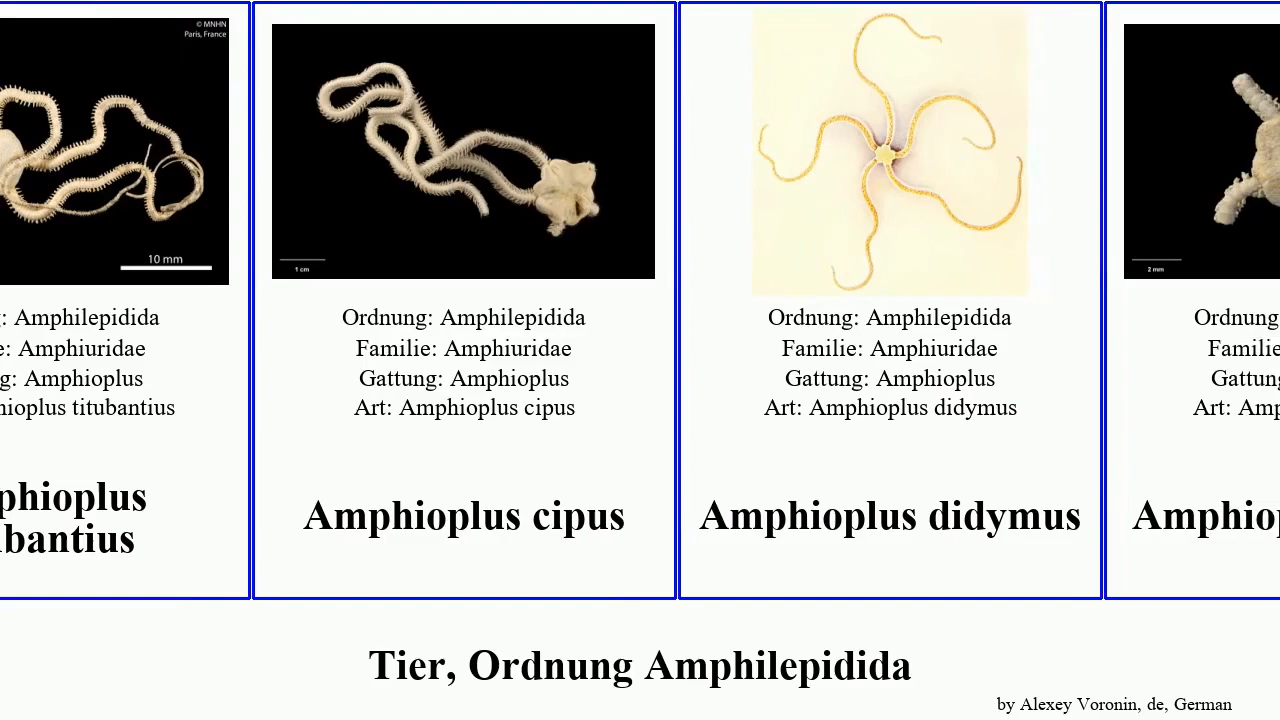 © MNHN
Paris, France
10 mm
: Amphilepidida
e: Amphiuridae
g: Amphioplus
hioplus titubantius
phioplus
bantius
1 cm
Ordnung: Amphilepidida
Familie: Amphiuridae
Gattung: Amphioplus
Art: Amphioplus cipus
Amphioplus cipus
Ordnung: Amphilepidida
Familie: Amphiuridae
Gattung: Amphioplus
Art: Amphioplus didymus
Amphioplus didymus
2 mm
Ordnung
Familie
Gattung
Art: Amp
Amphiop
Tier, Ordnung Amphilepidida
by Alexey Voronin, de, German